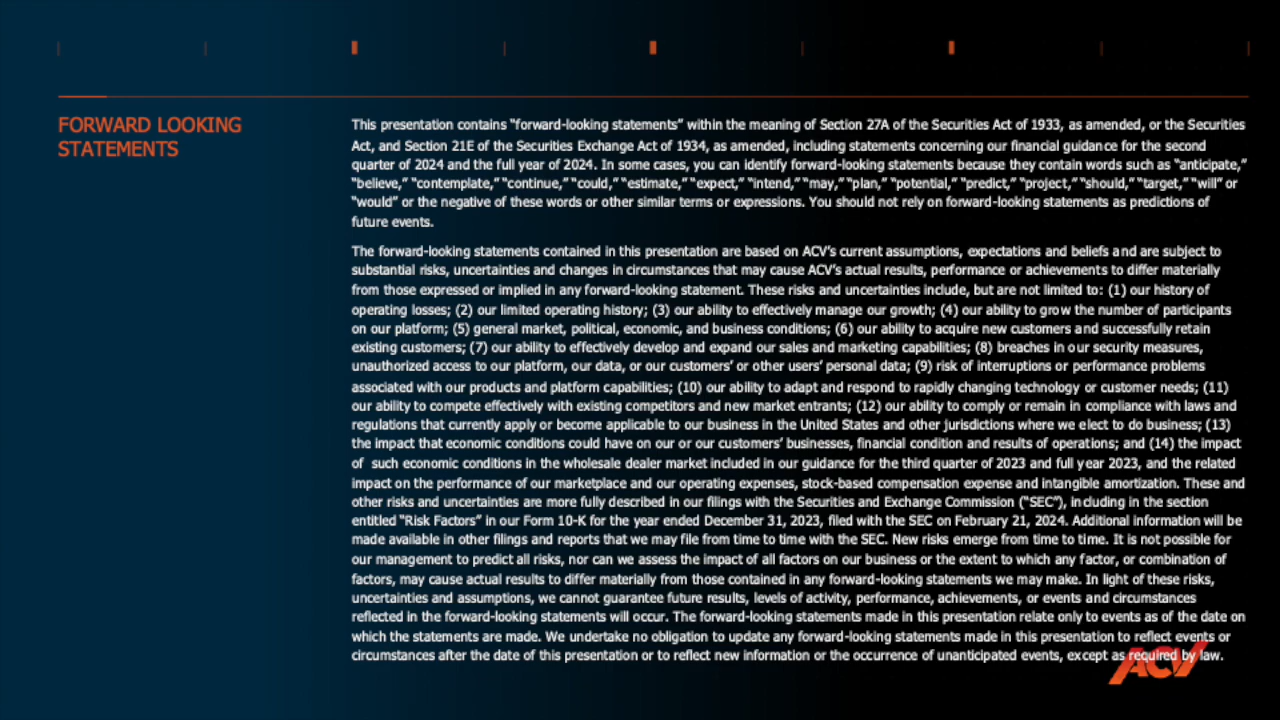 FORWARD LOOKING
STATEMENTS
This presentation contains “forward-looking statements” within the meaning of Section 27A of the Securities Act of 1933, as amended, or the Securities
Act, and Section 21E of the Securities Exchange Act of 1934, as amended, including statements concerning our financial guidance for the second
quarter of 2024 and the full year of 2024. In some cases, you can identify forward-looking statements because they contain words such as “anticipate,”
“believe,” “contemplate,” “continue,” “could,” “estimate,” “expect,” “intend,” “may,” “plan,” “potential,” “predict,” “project,” “should,” “target,” “will” or
“would” or the negative of these words or other similar terms or expressions. You should not rely on forward-looking statements as predictions of
future events.
The forward-looking statements contained in this presentation are based on ACV’s current assumptions, expectations and beliefs and are subject to
substantial risks, uncertainties and changes in circumstances that may cause ACV’s actual results, performance or achievements to differ materially
from those expressed or implied in any forward-looking statement. These risks and uncertainties include, but are not limited to: (1) our history of
operating losses; (2) our limited operating history; (3) our ability to effectively manage our growth; (4) our ability to grow the number of participants
on our platform; (5) general market, political, economic, and business conditions; (6) our ability to acquire new customers and successfully retain
existing customers; (7) our ability to effectively develop and expand our sales and marketing capabilities; (8) breaches in our security measures,
unauthorized access to our platform, our data, or our customers’ or other users’ personal data; (9) risk of interruptions or performance problems
associated with our products and platform capabilities; (10) our ability to adapt and respond to rapidly changing technology or customer needs; (11)
our ability to compete effectively with existing competitors and new market entrants; (12) our ability to comply or remain in compliance with laws and
regulations that currently apply or become applicable to our business in the United States and other jurisdictions where we elect to do business; (13)
the impact that economic conditions could have on our or our customers’ businesses, financial condition and results of operations; and (14) the impact
of such economic conditions in the wholesale dealer market included in our guidance for the third quarter of 2023 and full year 2023, and the related
impact on the performance of our marketplace and our operating expenses, stock-based compensation expense and intangible amortization. These and
other risks and uncertainties are more fully described in our filings with the Securities and Exchange Commission (“SEC”), including in the section
entitled “Risk Factors” in our Form 10-K for the year ended December 31, 2023, filed with the SEC on February 21, 2024. Additional information will be
made available in other filings and reports that we may file from time to time with the SEC. New risks emerge from time to time. It is not possible for
our management to predict all risks, nor can we assess the impact of all factors on our business or the extent to which any factor, or combination of
factors, may cause actual results to differ materially from those contained in any forward-looking statements we may make. In light of these risks,
uncertainties and assumptions, we cannot guarantee future results, levels of activity, performance, achievements, or events and circumstances
reflected in the forward-looking statements will occur. The forward-looking statements made in this presentation relate only to events as of the date on
which the statements are made. We undertake no obligation to update any forward-looking statements made in this presentation to reflect events or
circumstances after the date of this presentation or to reflect new information or the occurrence of unanticipated events, except as required by law.
ACV